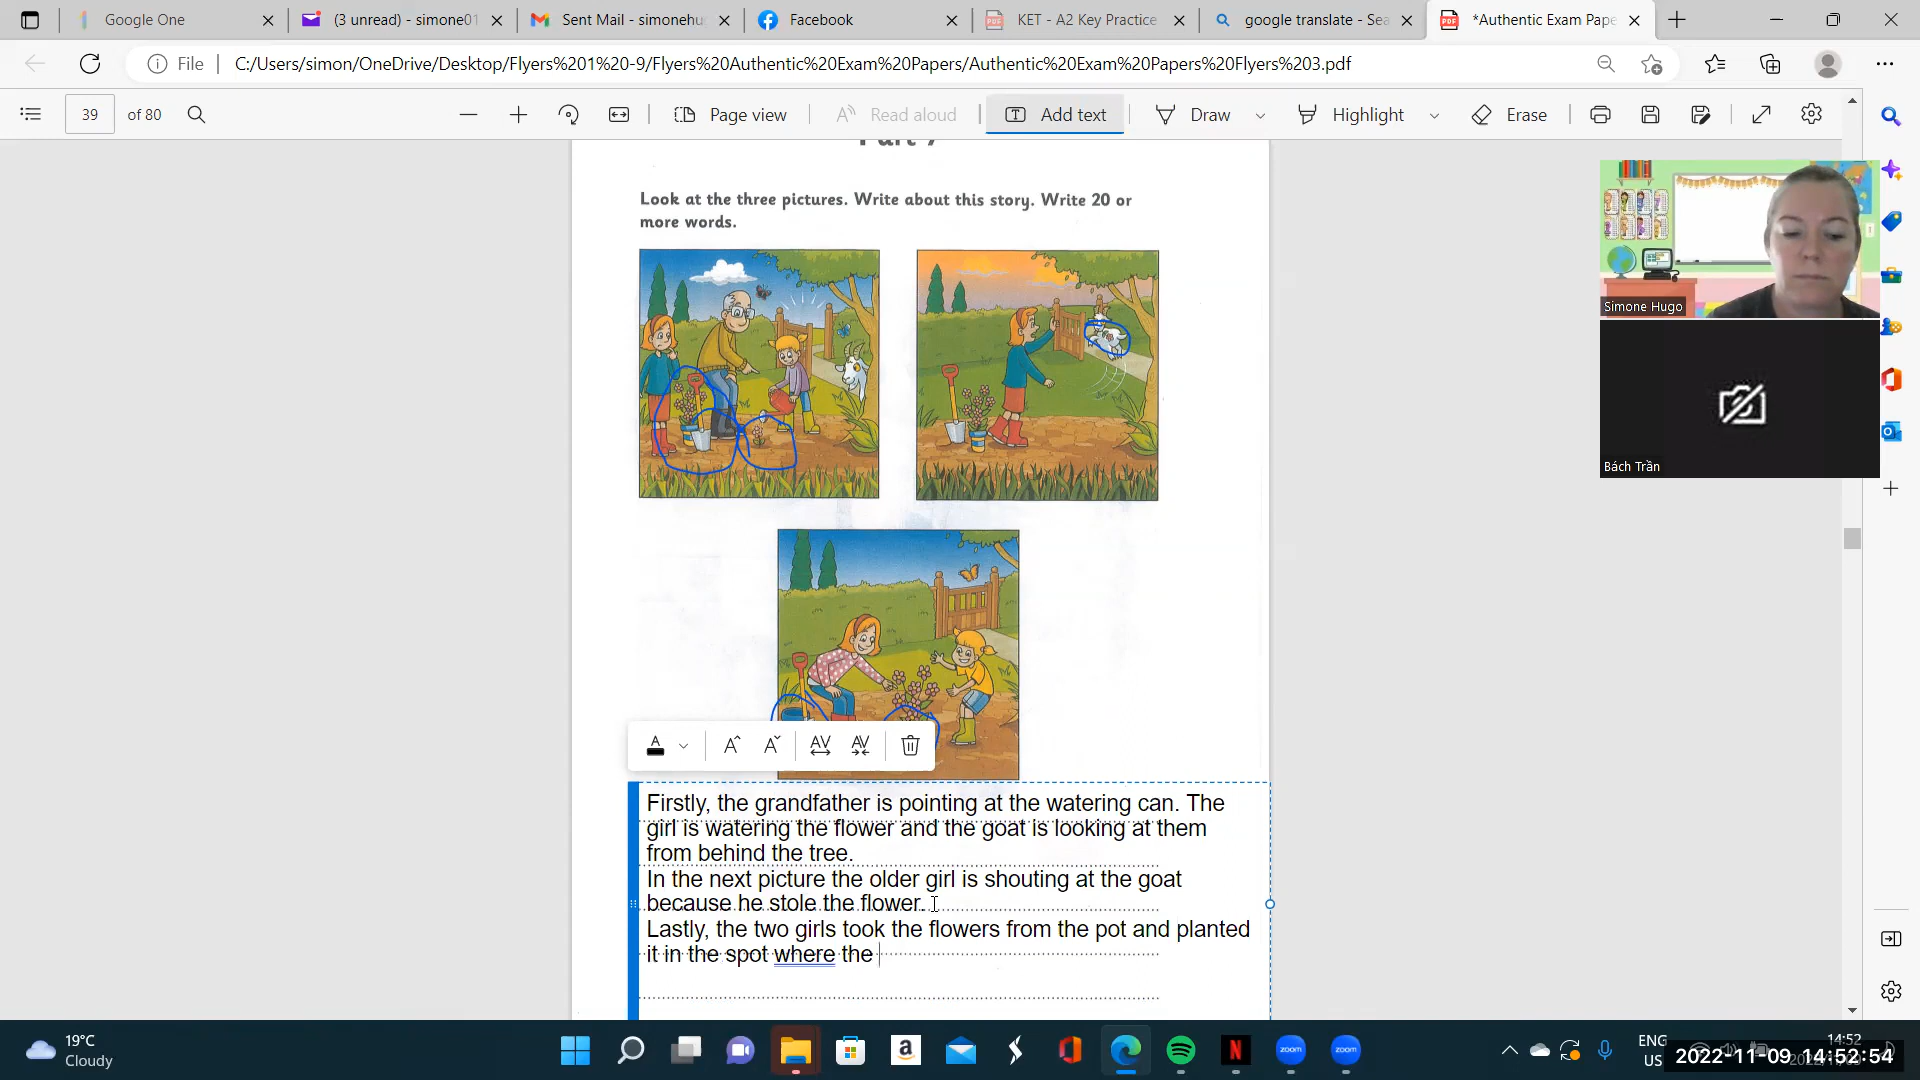 Google One
(3 unread) - simone01
Sent Mail - simonehu
Facebook
KET - A2 Key Practice
google translate - Sea
*Authentic Exam Pape
File
C:/Users/simon/OneDrive/Desktop/Flyers%201%20-9/Flyers%20Authentic%20Exam%20Papers/Authentic%20Exam%20Papers%20Flyers%203.pdf
39 of 80
Page view
Read aloud
Add text
Draw
Highlight
Erase
Part 7
Look at the three pictures. Write about this story. Write 20 or
more words.
Simone Hugo
Bách Trần
Firstly, the grandfather is pointing at the watering can. The
girl is watering the flower and the goat is looking at them
from behind the tree.
In the next picture the older girl is shouting at the goat
because he stole the flower.
Lastly, the two girls took the flowers from the pot and planted
it in the spot where the
19°C
Cloudy
zoom
zoom
ENG
US
14:52
2022-11-09 14:52:54